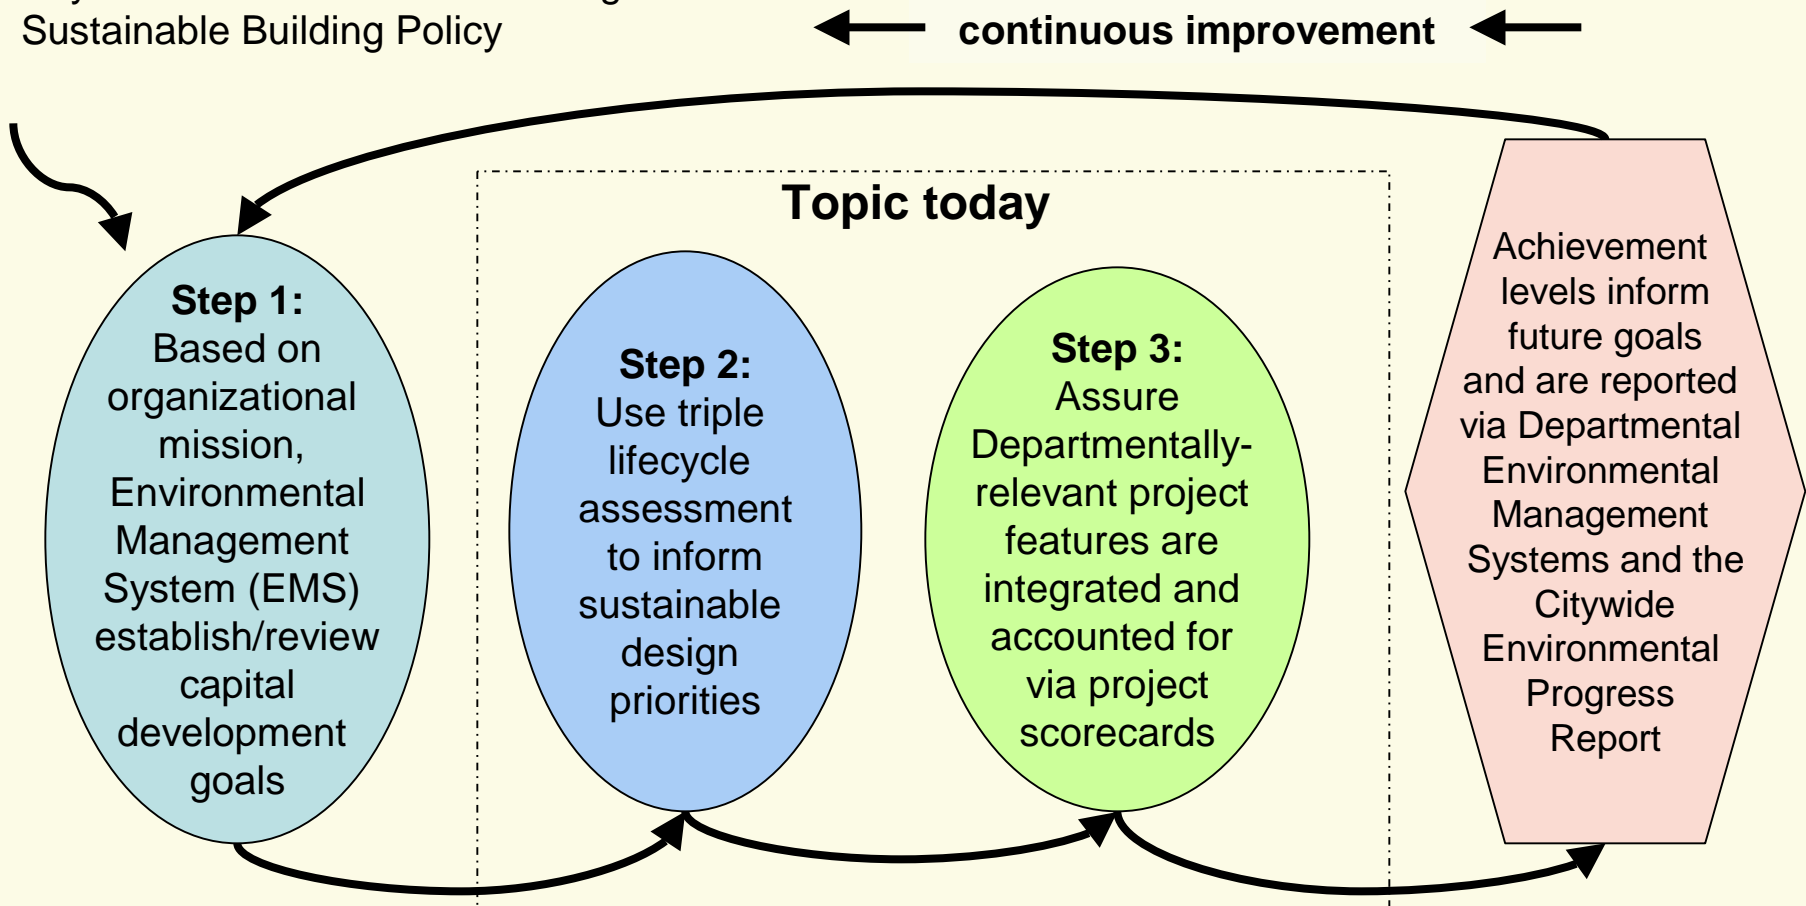 Sustainable Building Policy
continuous improvement
Topic today
Step 1:
Based on
organizational
mission,
Environmental
Management
System (EMS)
establish/review
capital
development
goals
Step 2:
Use triple
lifecycle
assessment
to inform
sustainable
design
priorities
Step 3:
Assure
Departmentally-
relevant project
features are
integrated and
accounted for
via project
scorecards
Achievement
levels inform
future goals
and are reported
via Departmental
Environmental
Management
Systems and the
Citywide
Environmental
Progress
Report